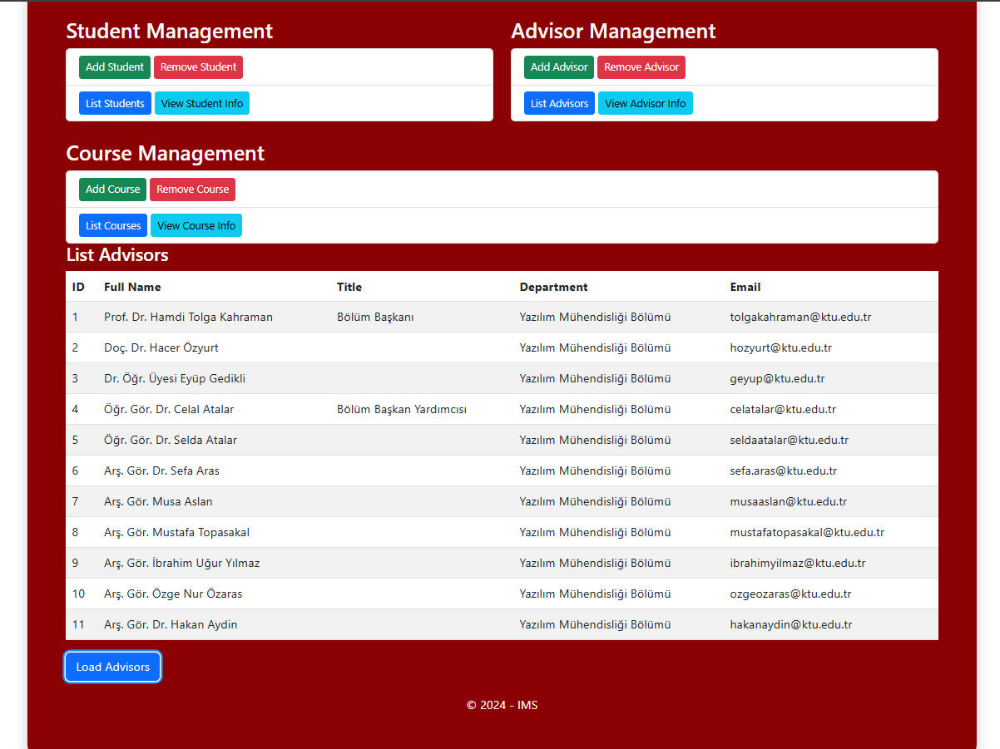 Student Management
Add Student Remove Student
List Students View Student Info
Advisor Management
Add Advisor Remove Advisor
List Advisors View Advisor Info
Course Management
Add Course Remove Course
List Courses View Course Info
List Advisors
ID Full Name Title Department Email
1 Prof. Dr. Hamdi Tolga Kahraman Bölüm Başkanı Yazılım Mühendisliği Bölümü tolgakahraman@ktu.edu.tr
2 Doç. Dr. Hacer Özyurt Yazılım Mühendisliği Bölümü hozyurt@ktu.edu.tr
3 Dr. Öğr. Üyesi Eyüp Gedikli Yazılım Mühendisliği Bölümü geyup@ktu.edu.tr
4 Öğr. Gör. Dr. Celal Atalar Bölüm Başkan Yardımcısı Yazılım Mühendisliği Bölümü celatalar@ktu.edu.tr
5 Öğr. Gör. Dr. Selda Atalar Yazılım Mühendisliği Bölümü seldaatalar@ktu.edu.tr
6 Arş. Gör. Dr. Sefa Aras Yazılım Mühendisliği Bölümü sefa.aras@ktu.edu.tr
7 Arş. Gör. Musa Aslan Yazılım Mühendisliği Bölümü musaaslan@ktu.edu.tr
8 Arş. Gör. Mustafa Topasakal Yazılım Mühendisliği Bölümü mustafatopasakal@ktu.edu.tr
9 Arş. Gör. İbrahim Uğur Yılmaz Yazılım Mühendisliği Bölümü ibrahimyilmaz@ktu.edu.tr
10 Arş. Gör. Özge Nur Özaras Yazılım Mühendisliği Bölümü ozgeozaras@ktu.edu.tr
11 Arş. Gör. Dr. Hakan Aydin Yazılım Mühendisliği Bölümü hakanaydin@ktu.edu.tr
Load Advisors
© 2024 - IMS